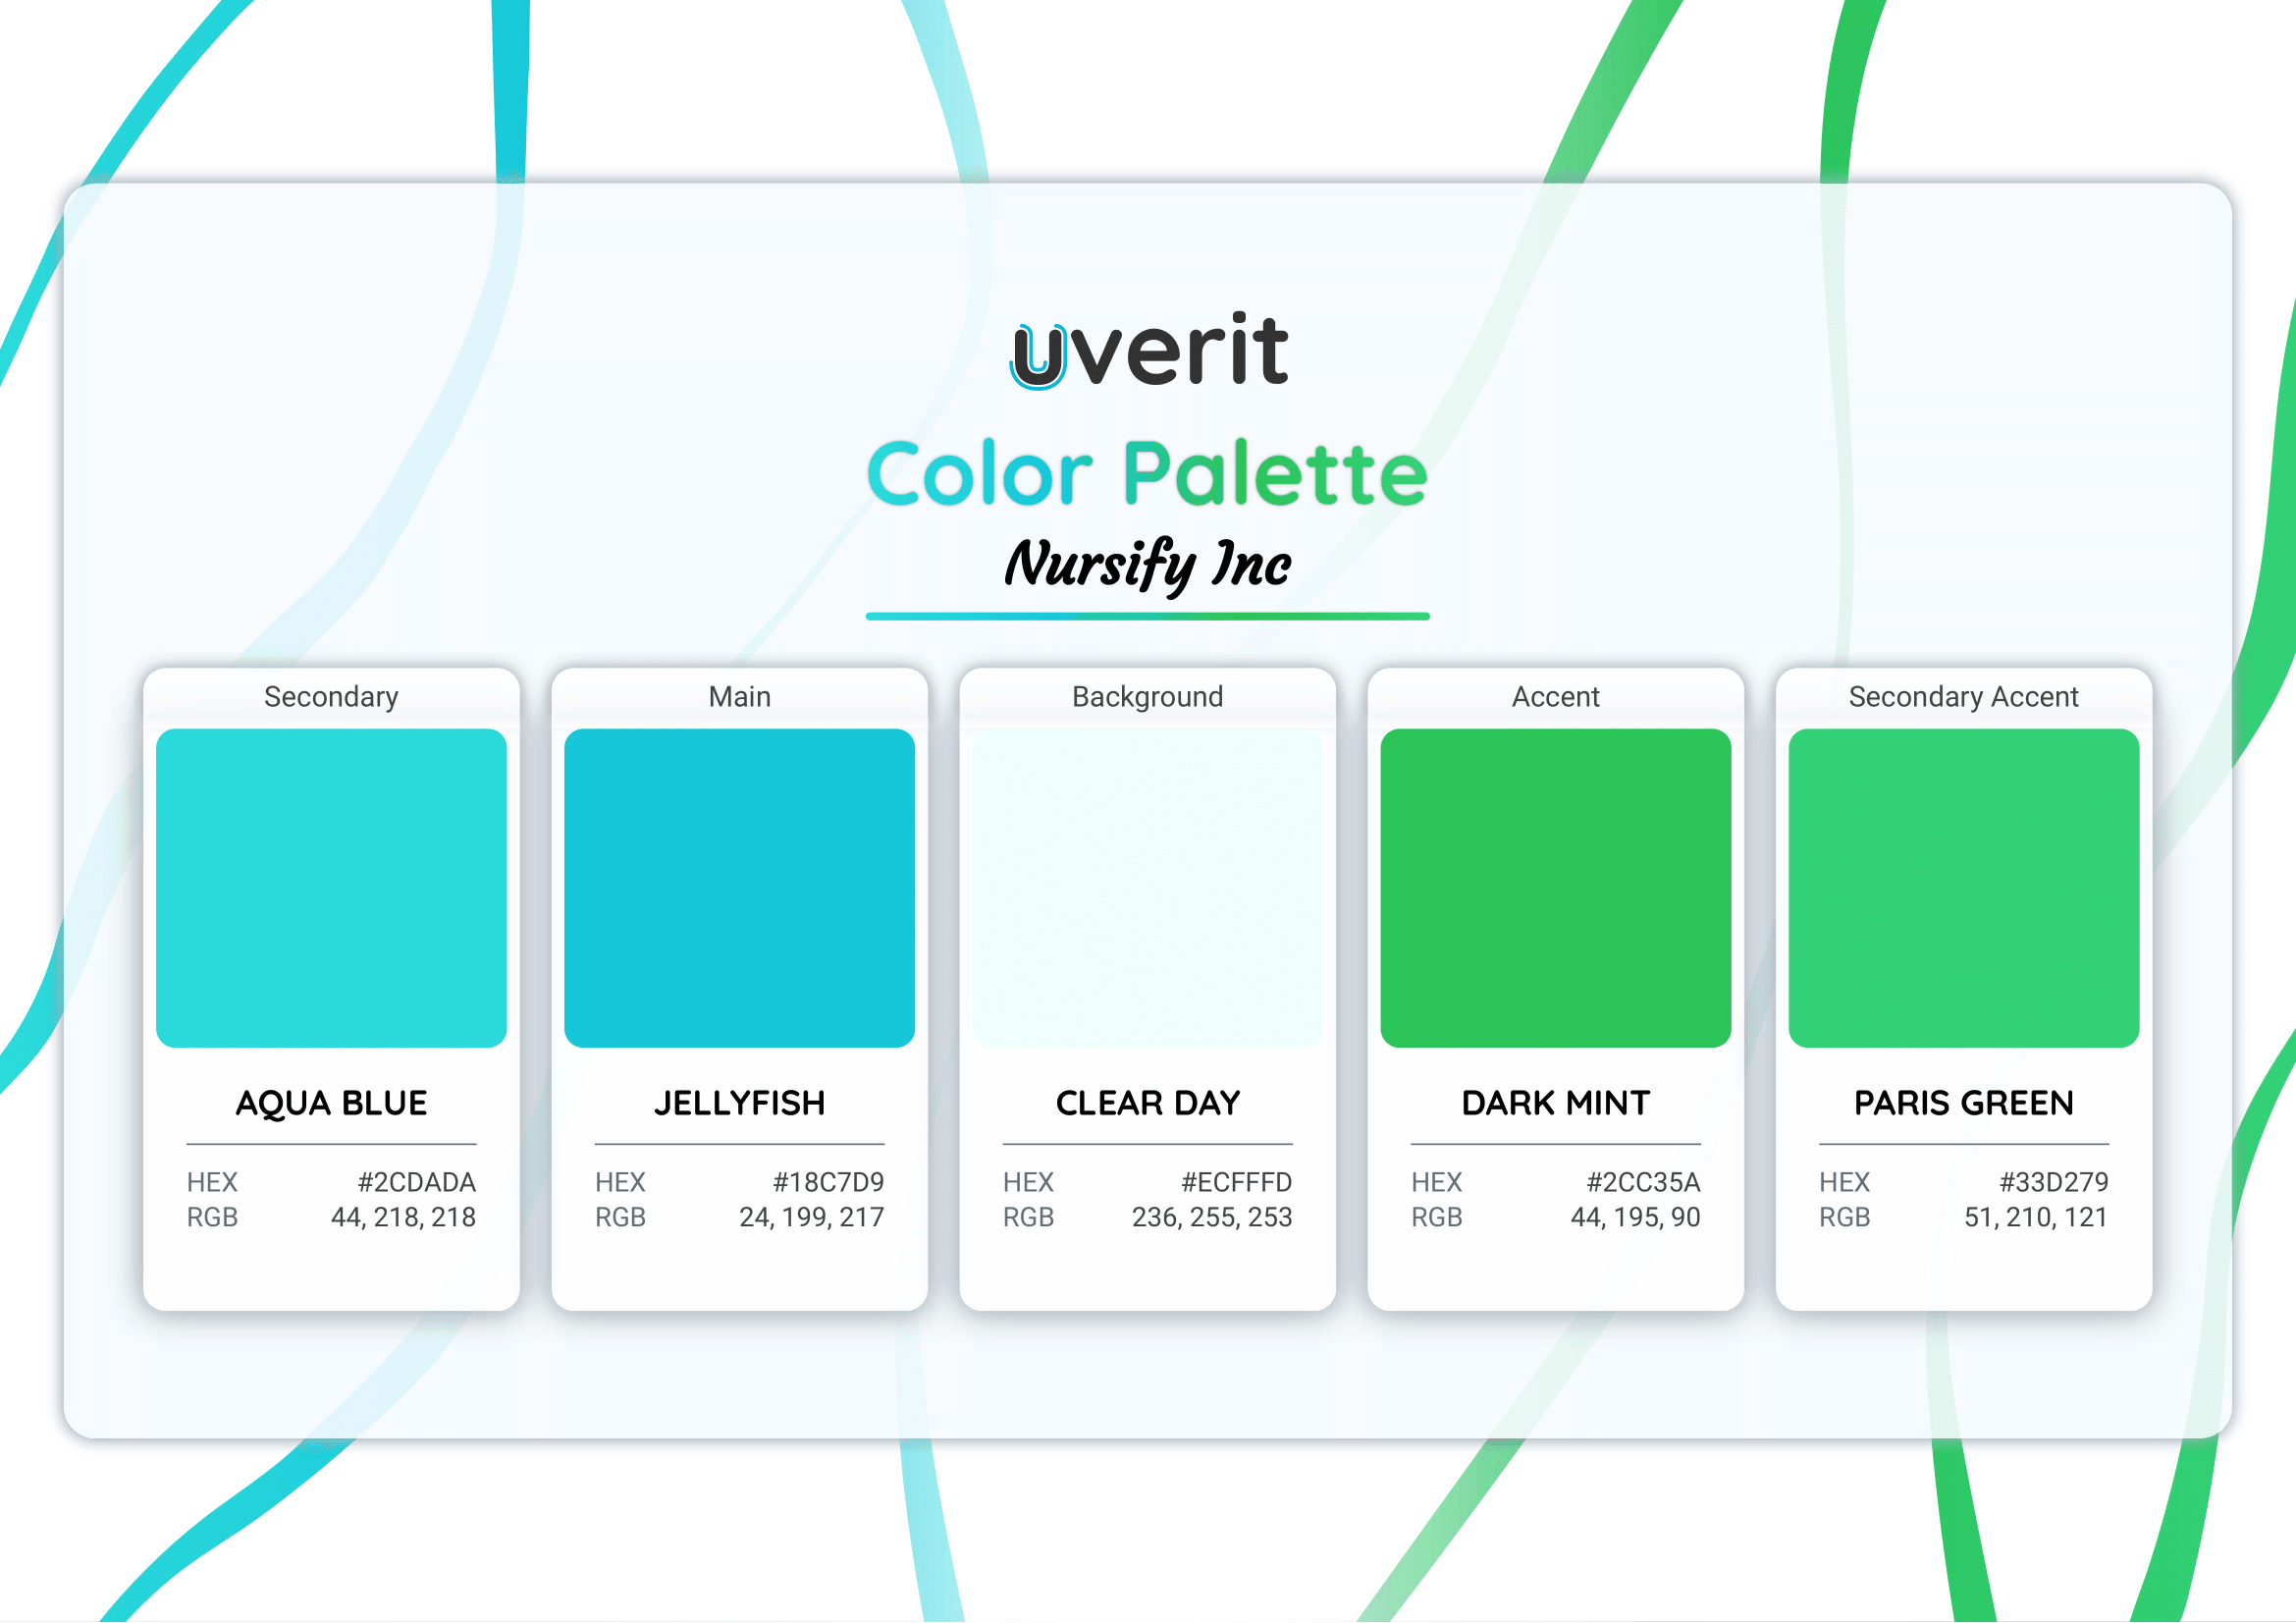 uverit
Color Palette
Nursify Inc
Secondary
AQUA BLUE
HEX #2CDADA
RGB 44, 218, 218
Main
JELLYFISH
HEX #18C7D9
RGB 24, 199, 217
Background
CLEAR DAY
HEX #ECFFFD
RGB 236, 255, 253
Accent
DARK MINT
HEX #2CC35A
RGB 44, 195, 90
Secondary Accent
PARIS GREEN
HEX #33D279
RGB 51, 210, 121